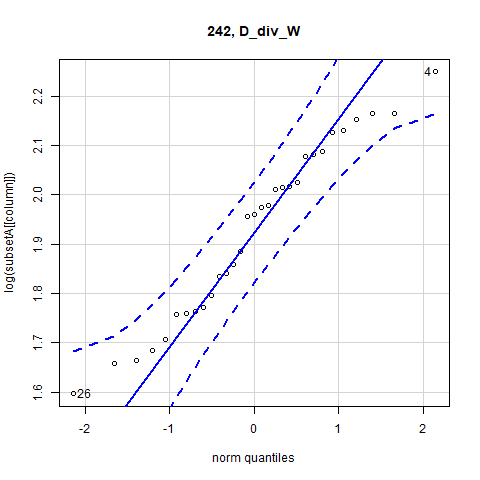 242, D_div_W
log(subsetA[[column]])
2.2
2.1
2.0
1.9
1.8
1.7
1.6
4
26
-2 -1 0 1 2
norm quantiles